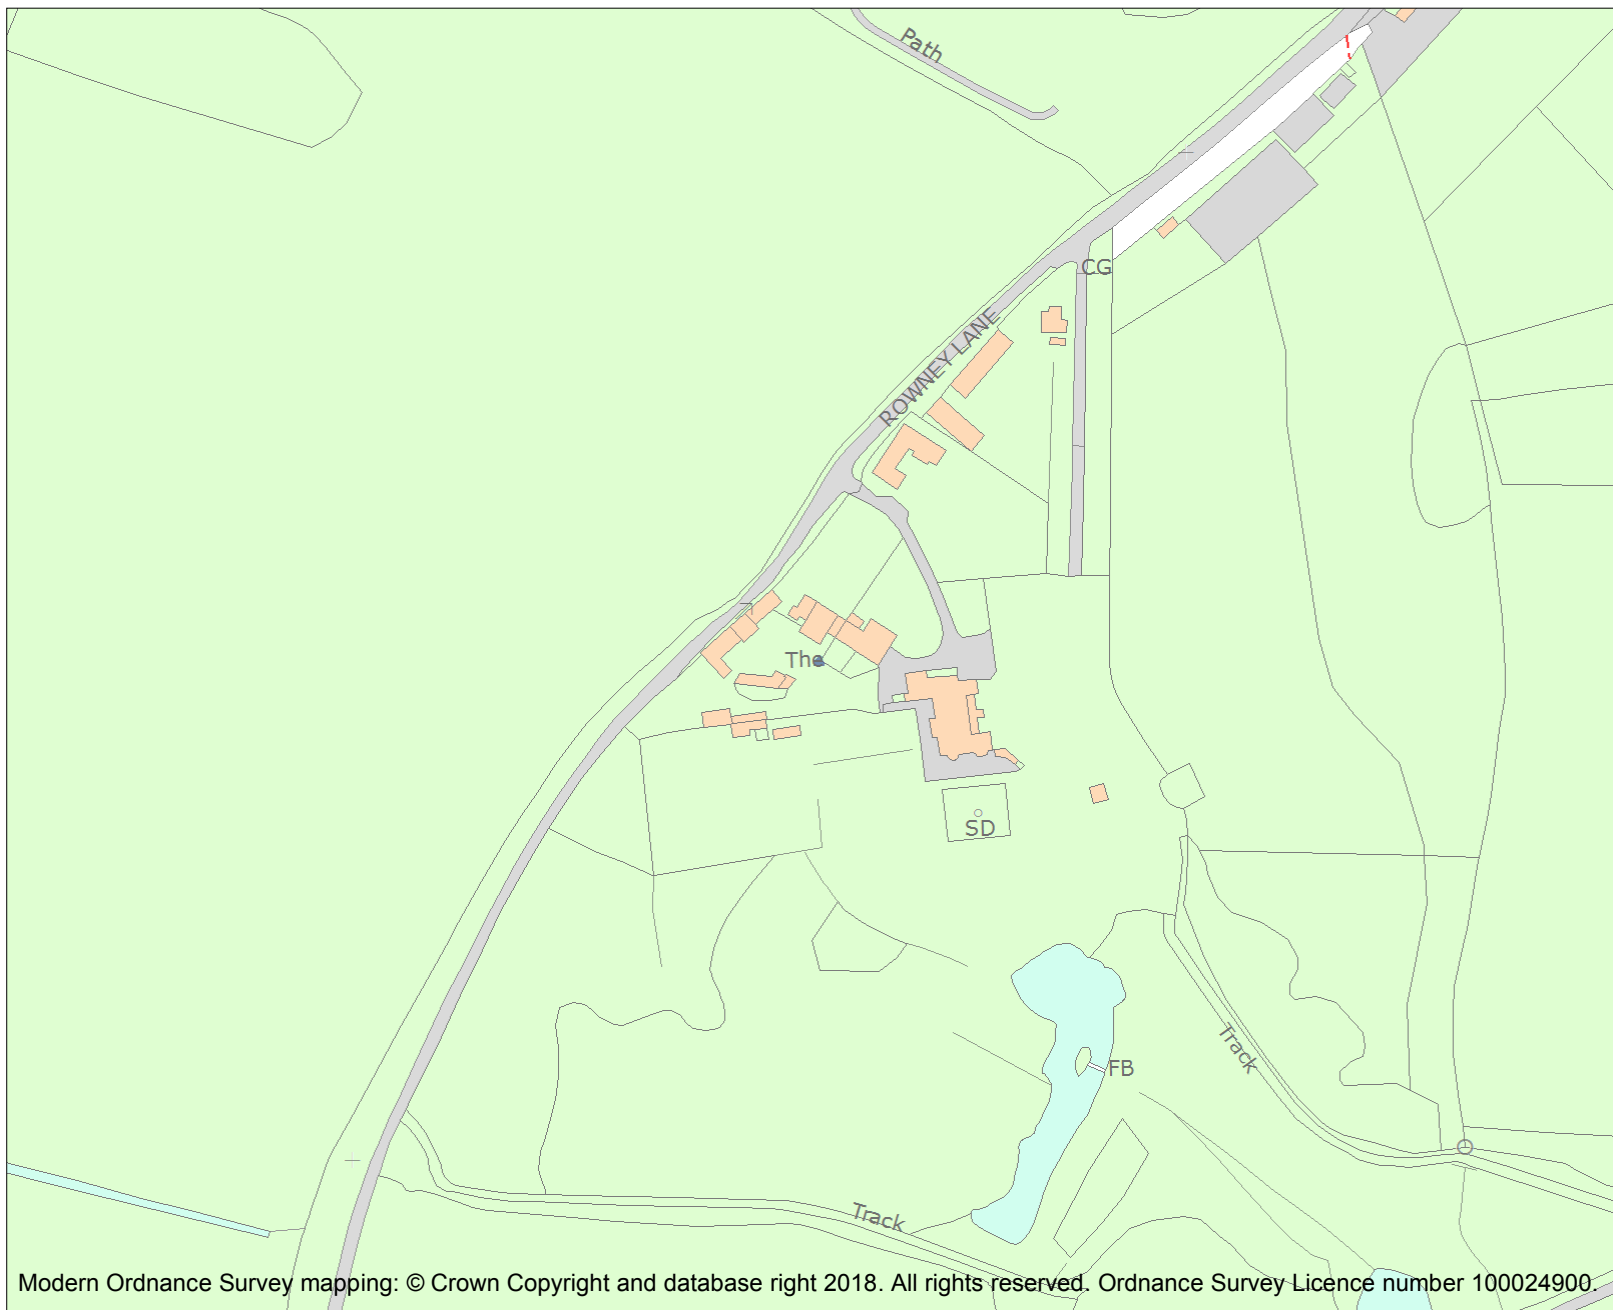 Path
CG
ROWNEY LANE
The
SD
Track
FB
Track
Modern Ordnance Survey mapping: © Crown Copyright and database right 2018. All rights reserved. Ordnance Survey Licence number 100024900.